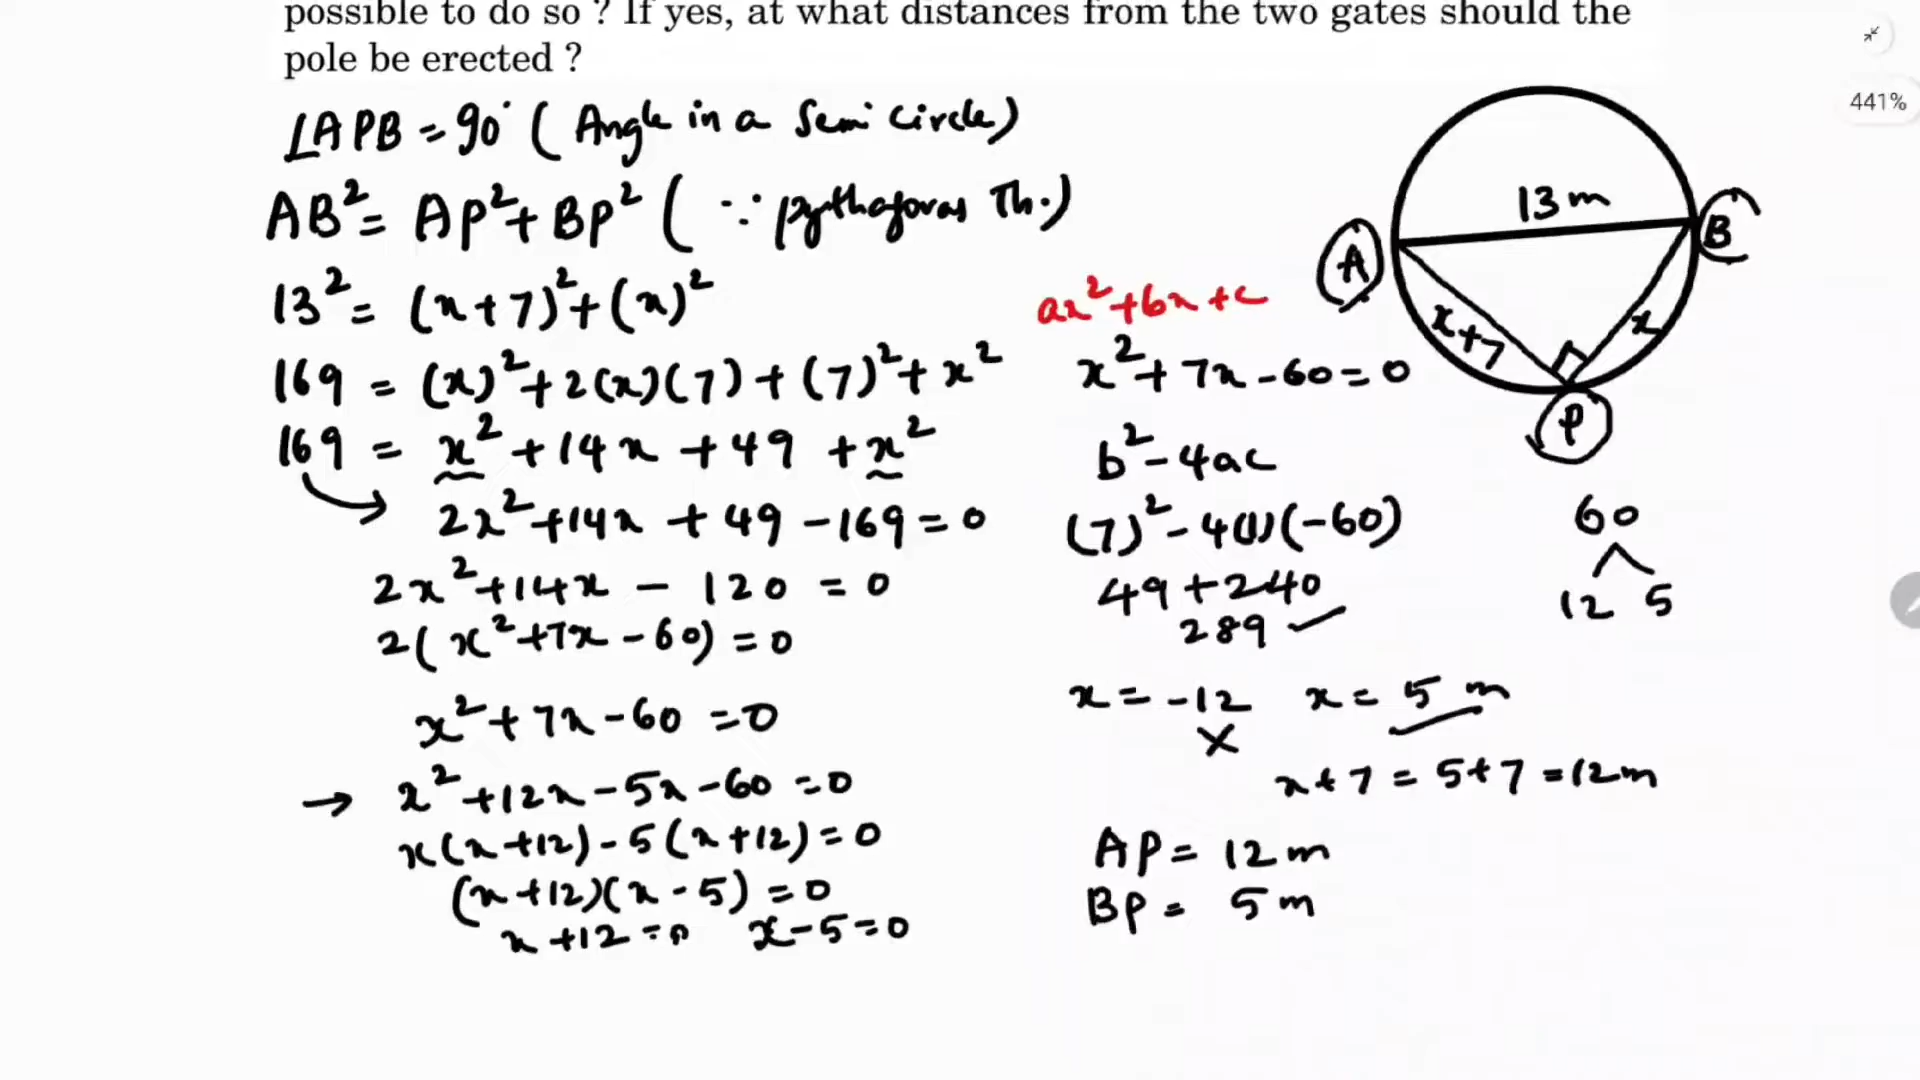 possible to do so ? If yes, at what distances from the two gates should the
pole be erected ?
∠APB = 90° ( Angle in a Semi Circle)
AB² = AP² + BP² ( ∵ pythagoras Th.)
13² = (x+7)² + (x)²
169 = (x)² + 2(x)(7) + (7)² + x²
169 = x² + 14x + 49 + x²
2x² + 14x + 49 - 169 = 0
2x² + 14x - 120 = 0
2( x² + 7x - 60) = 0
x² + 7x - 60 = 0
→ x² + 12x - 5x - 60 = 0
x(x+12) - 5(x+12) = 0
(x+12)(x-5) = 0
x+12 = 0 x-5 = 0
ax² + bx + c
x² + 7x - 60 = 0
b² - 4ac
(7)² - 4(1)(-60)
49 + 240
289 ✓
60
12 5
x = -12 x = 5 m
×
x+7 = 5+7 = 12m
AP = 12 m
BP = 5 m
13 m
A
B
x+7
x
P
441%